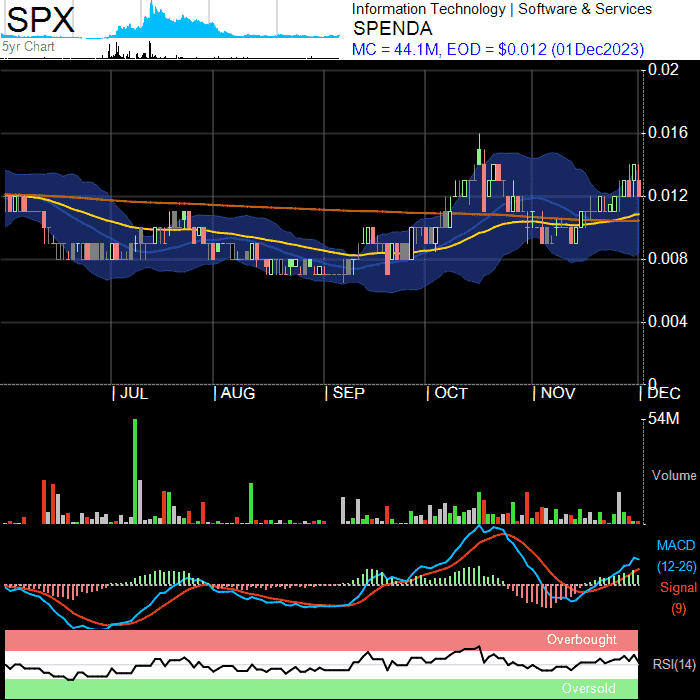 SPX
Information Technology | Software & Services
SPENDA
5yr Chart
MC = 44.1M, EOD = $0.012 (01Dec2023)
0.02
0.016
0.012
0.008
0.004
0
| JUL
| AUG
| SEP
| OCT
| NOV
| DEC
54M
Volume
MACD
(12-26)
Signal
(9)
Overbought
RSI(14)
Oversold